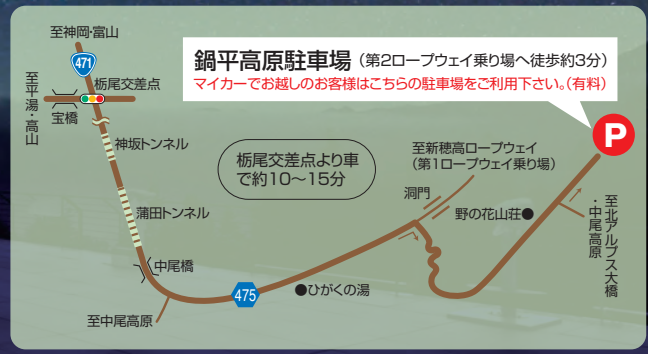 至神岡・富山
471
栃尾交差点
至平湯・高山
宝橋
神坂トンネル
蒲田トンネル
中尾橋
至中尾高原
475
鍋平高原駐車場（第2ロープウェイ乗り場へ徒歩約3分）
マイカーでお越しのお客様はこちらの駐車場をご利用下さい。（有料）
P
栃尾交差点より車
で約10〜15分
至新穂高ロープウェイ
（第1ロープウェイ乗り場）
洞門
野の花山荘●
至北アルプス大橋
・中尾高原
●ひがくの湯